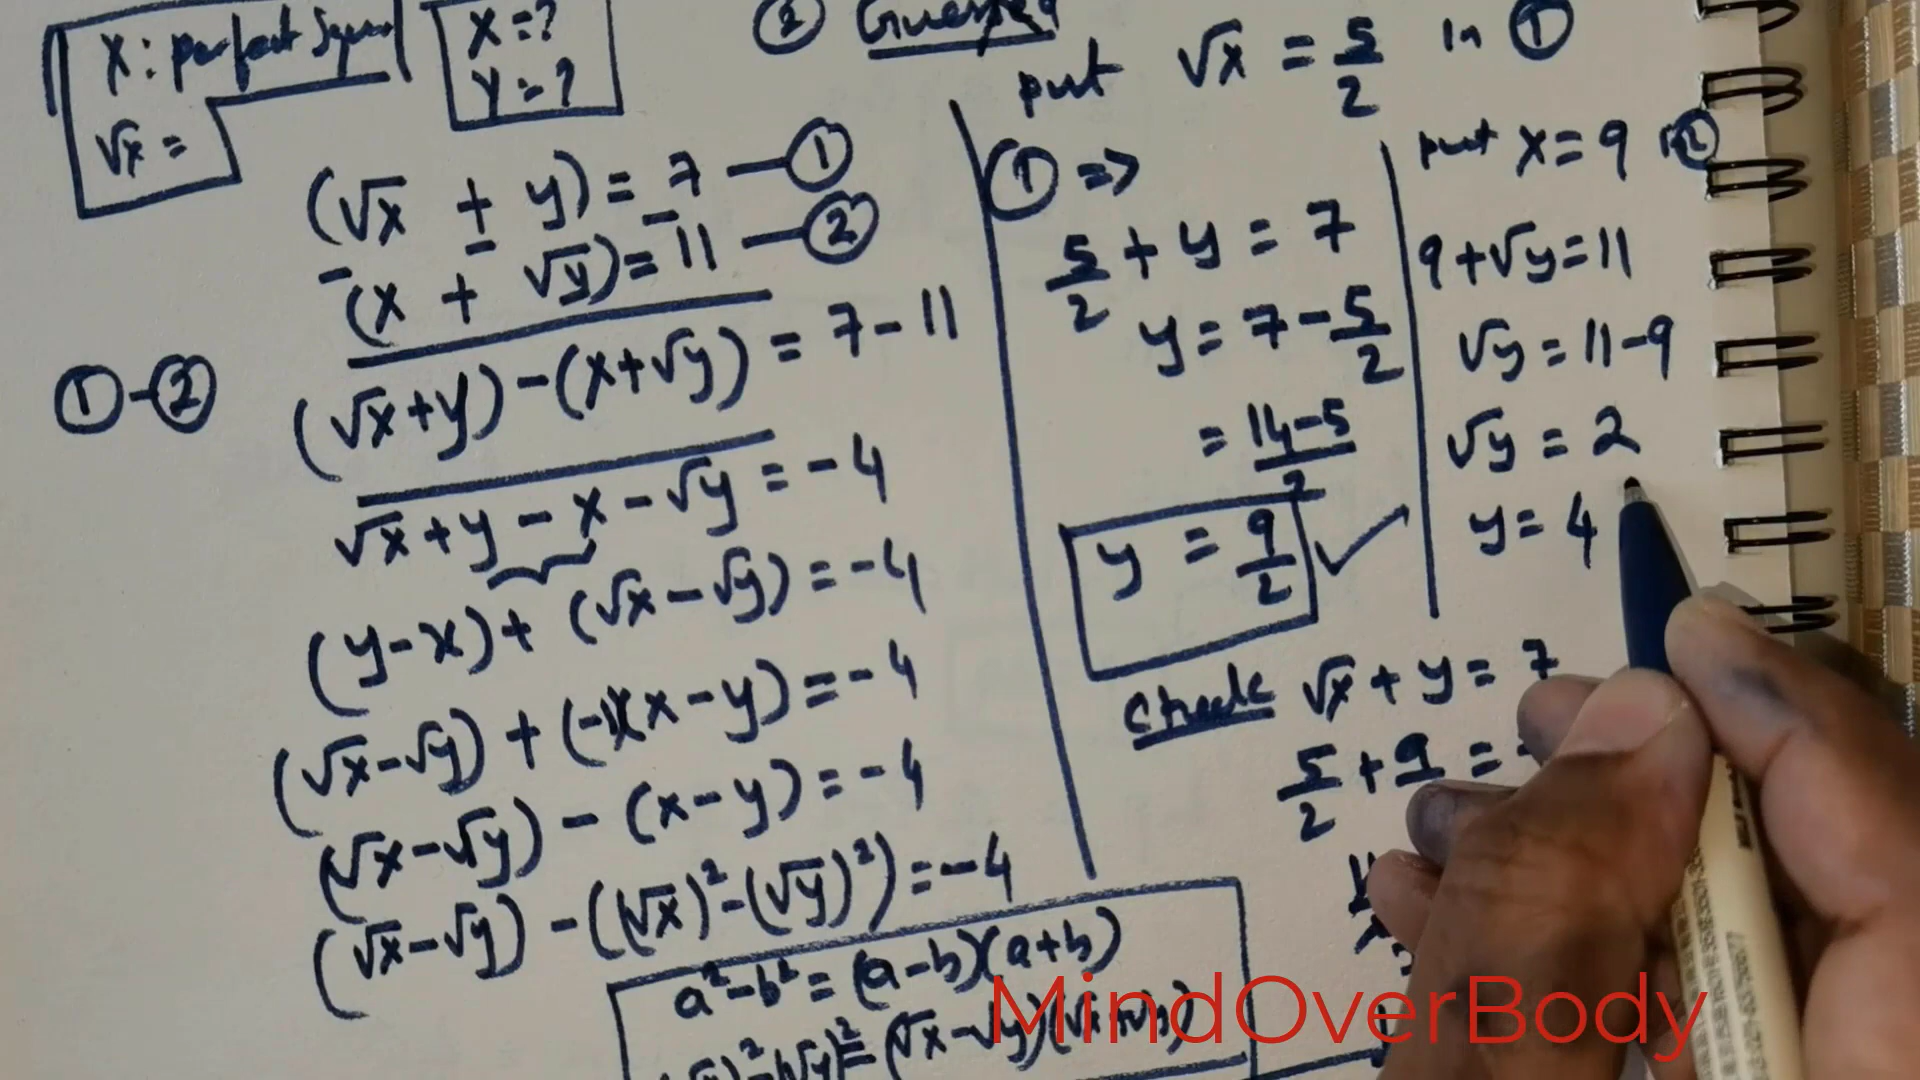 x: perfect square
√x =
x = ?
y = ?
(√x + y) = 7 — ①
(x + √y) = 11 — ②
①-②
(√x+y) - (x+√y) = 7 - 11
√x + y - x - √y = -4
(y-x) + (√x - √y) = -4
(√x-√y) + (-1)(x-y) = -4
(√x-√y) - (x-y) = -4
(√x-√y) - ((√x)² - (√y)²) = -4
a²-b² = (a-b)(a+b)
②
put √x = 5/2 in ①
① =>
5/2 + y = 7
y = 7 - 5/2
= 14-5/2
y = 9/2 ✓
put x = 9 in ②
9 + √y = 11
√y = 11 - 9
√y = 2
y = 4
check √x + y = 7
5/2 + 9 =
MindOverBody